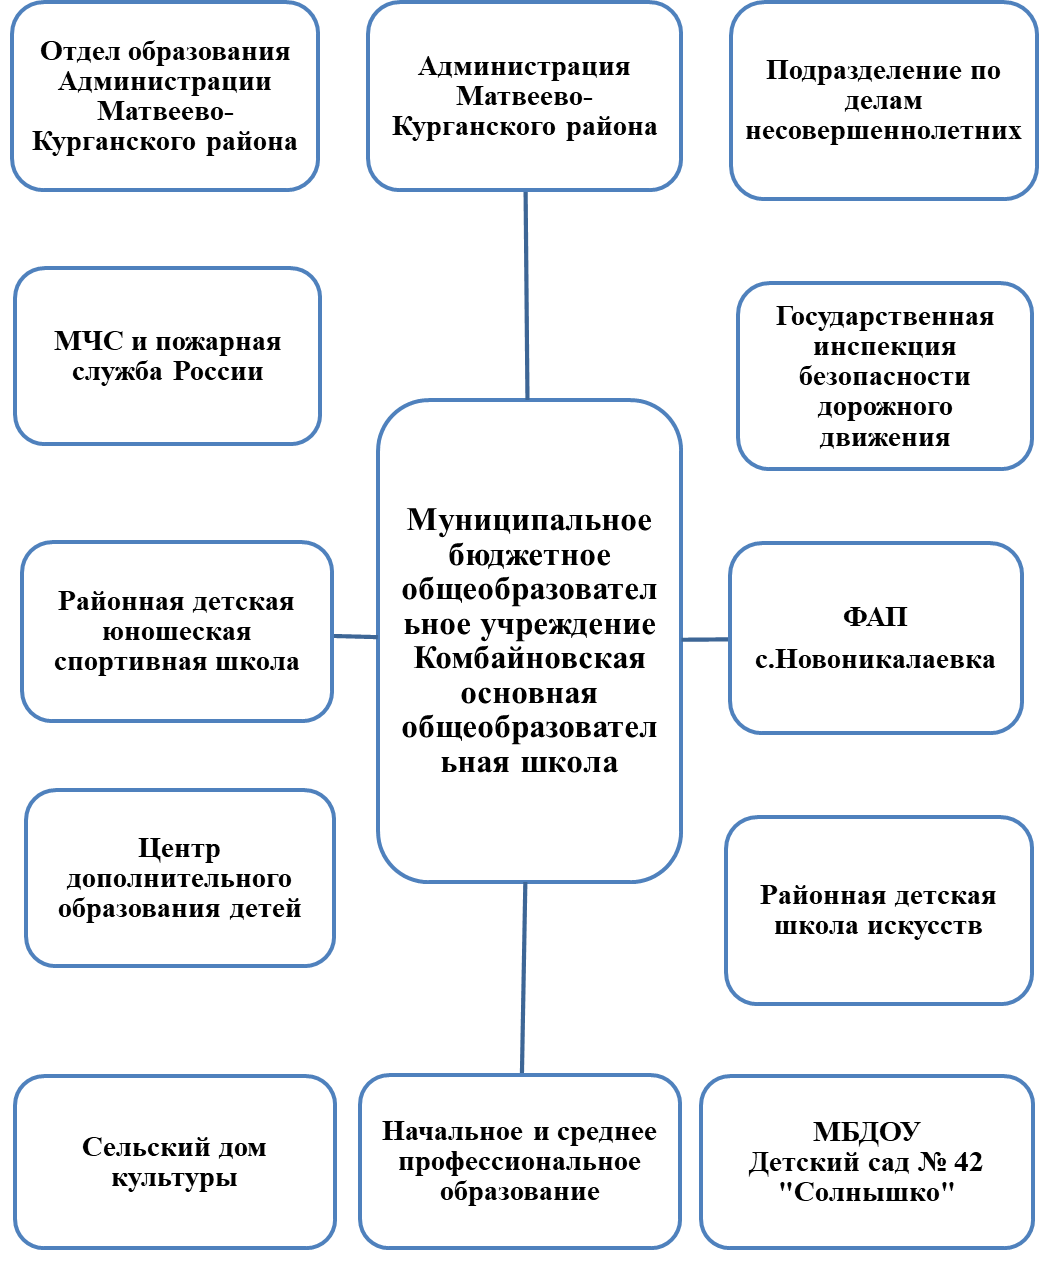 Отдел образования
Администрации
Матвеево-
Курганского района
Администрация
Матвеево-
Курганского района
Подразделение по
делам
несовершеннолетних
МЧС и пожарная
служба России
Государственная
инспекция
безопасности
дорожного
движения
Муниципальное
бюджетное
общеобразовател
ьное учреждение
Комбайновская
основная
общеобразовател
ьная школа
Районная детская
юношеская
спортивная школа
ФАП
с.Новоникалаевка
Центр
дополнительного
образования детей
Районная детская
школа искусств
Сельский дом
культуры
Начальное и среднее
профессиональное
образование
МБДОУ
Детский сад № 42
"Солнышко"